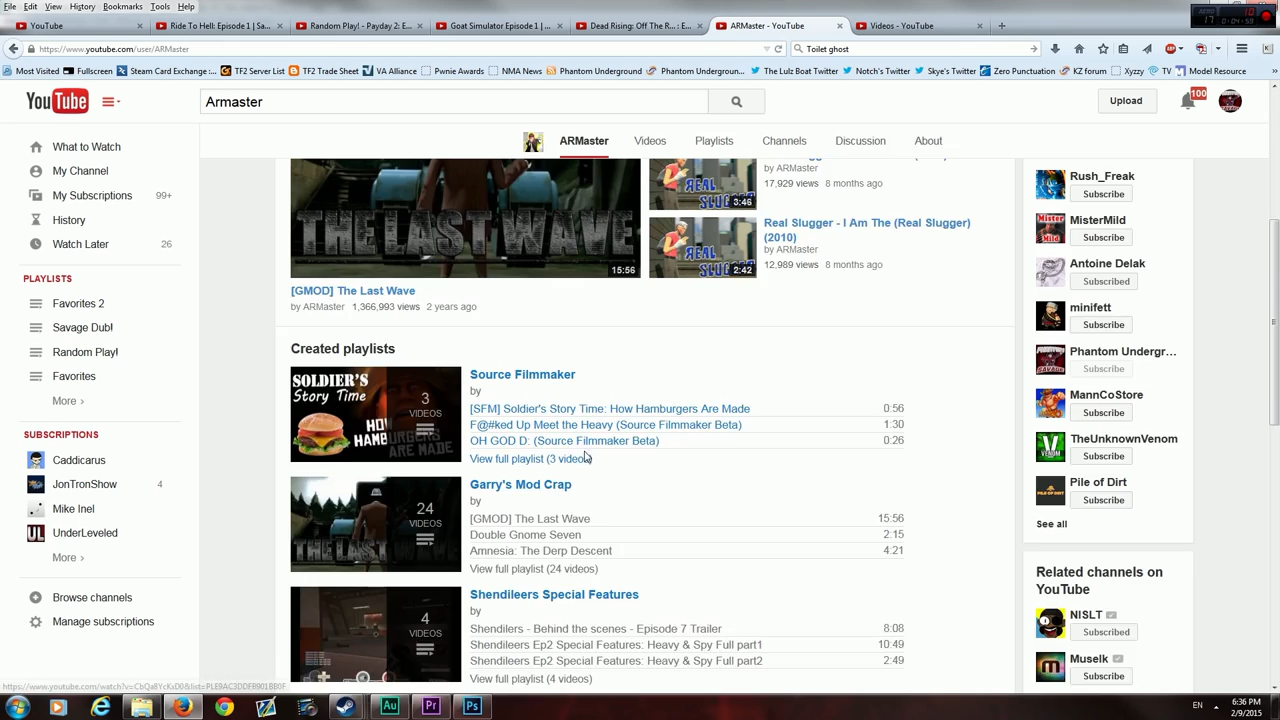 File Edit View History Bookmarks Tools Help
YouTube
Ride To Hell: Episode 1 | Sa...
Random Play! - Payday 2: E...
Goat Simul...
Dead Rising: Off The R... : E...
ARMaster - YouTube
Videos - YouTube
https://www.youtube.com/user/ARMaster
Toilet ghost
Most Visited Fullscreen Steam Card Exchange :... TF2 Server List TF2 Trade Sheet VA Alliance Pwnie Awards NMA News Phantom Underground Phantom Undergroun... The Lulz Boat Twitter Notch's Twitter Skye's Twitter Zero Punctuation KZ forum Xyzzy TV Model Resource
YouTube
Armaster
Upload
100
ARMaster Videos Playlists Channels Discussion About
What to Watch
My Channel
My Subscriptions 99+
History
Watch Later 26
PLAYLISTS
Favorites 2
Savage Dub!
Random Play!
Favorites
More ›
SUBSCRIPTIONS
Caddicarus
JonTronShow 4
Mike Inel
UnderLeveled
More ›
Browse channels
Manage subscriptions
THE LAST WAVE
15:56
[GMOD] The Last Wave
by ARMaster 1,366,993 views 2 years ago
REAL SLUGGER
3:46
by ARMaster
17,929 views 8 months ago
REAL SLUGGER
2:42
Real Slugger - I Am The (Real Slugger)
(2010)
by ARMaster
12,989 views 8 months ago
Created playlists
SOLDIER'S
Story Time
HOW
HAMBURGERS
ARE MADE
3
VIDEOS
Source Filmmaker
by
[SFM] Soldier's Story Time: How Hamburgers Are Made 0:56
F@#ked Up Meet the Heavy (Source Filmmaker Beta) 1:30
OH GOD D: (Source Filmmaker Beta) 0:26
View full playlist (3 videos)
THE LAST
24
VIDEOS
Garry's Mod Crap
by
[GMOD] The Last Wave 15:56
Double Gnome Seven 2:15
Amnesia: The Derp Descent 4:21
View full playlist (24 videos)
4
VIDEOS
Shendileers Special Features
by
Shendilers - Behind the scenes - Episode 7 Trailer 8:08
Shendileers Ep2 Special Features: Heavy & Spy Full part1 10:49
Shendileers Ep2 Special Features: Heavy & Spy Full part2 2:49
View full playlist (4 videos)
Rush_Freak
Subscribe
MisterMild
Subscribe
Antoine Delak
Subscribed
minifett
Subscribe
Phantom Undergr...
Subscribe
MannCoStore
Subscribe
TheUnknownVenom
Subscribe
Pile of Dirt
Subscribe
See all
Related channels on
YouTube
NISLT
Subscribed
Muselk
Subscribe
EN
6:36 PM
2/9/2015